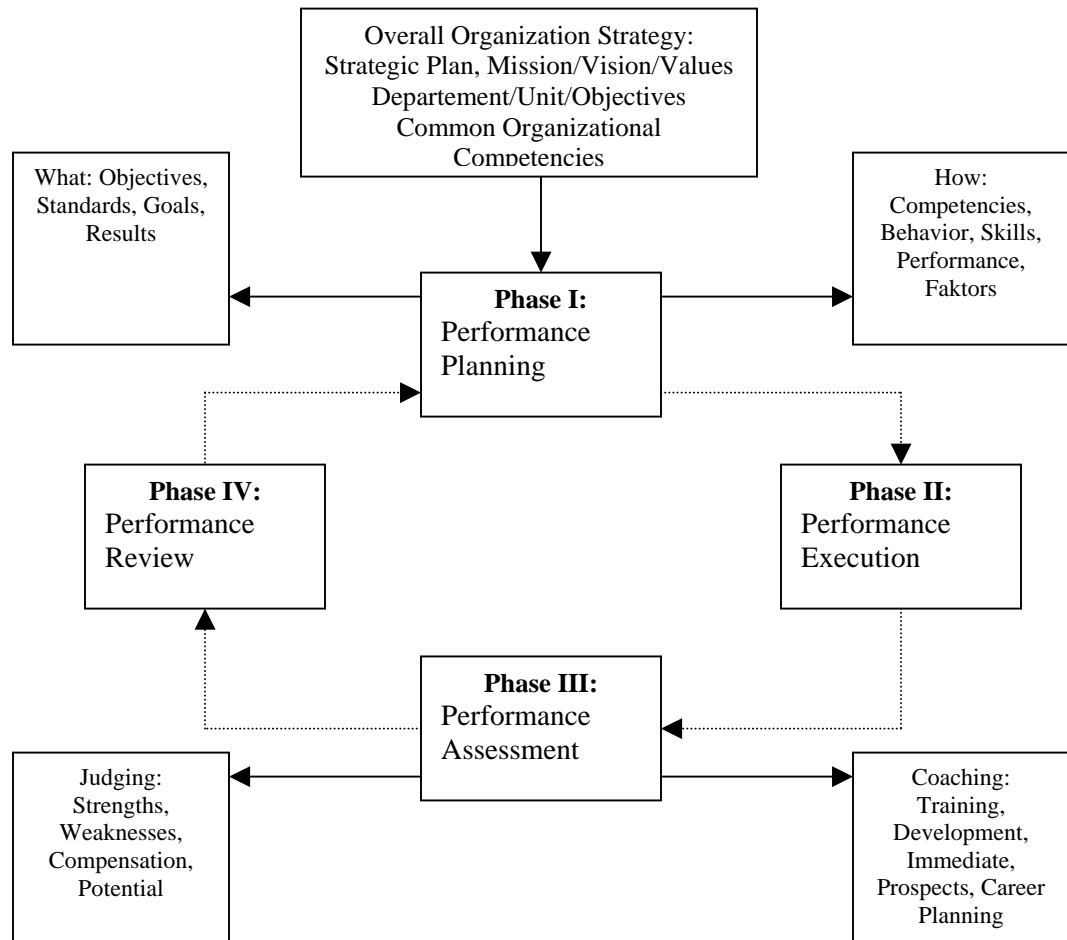 Overall Organization Strategy:
Strategic Plan, Mission/Vision/Values
Departement/Unit/Objectives
Common Organizational
Competencies
What: Objectives,
Standards, Goals,
Results
How:
Competencies,
Behavior, Skills,
Performance,
Faktors
Phase I:
Performance
Planning
Phase IV:
Performance
Review
Phase II:
Performance
Execution
Phase III:
Performance
Assessment
Judging:
Strengths,
Weaknesses,
Compensation,
Potential
Coaching:
Training,
Development,
Immediate,
Prospects, Career
Planning